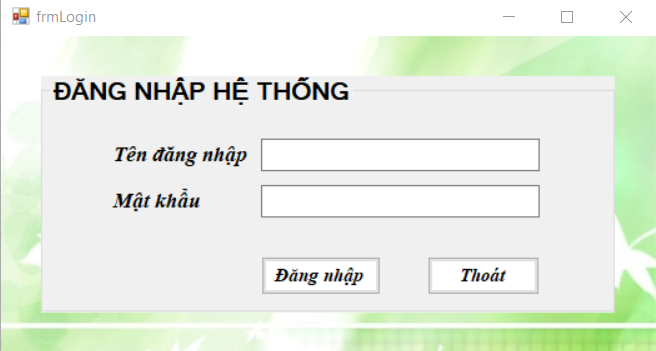 frmLogin
ĐĂNG NHẬP HỆ THỐNG
Tên đăng nhập
Mật khẩu
Đăng nhập Thoát